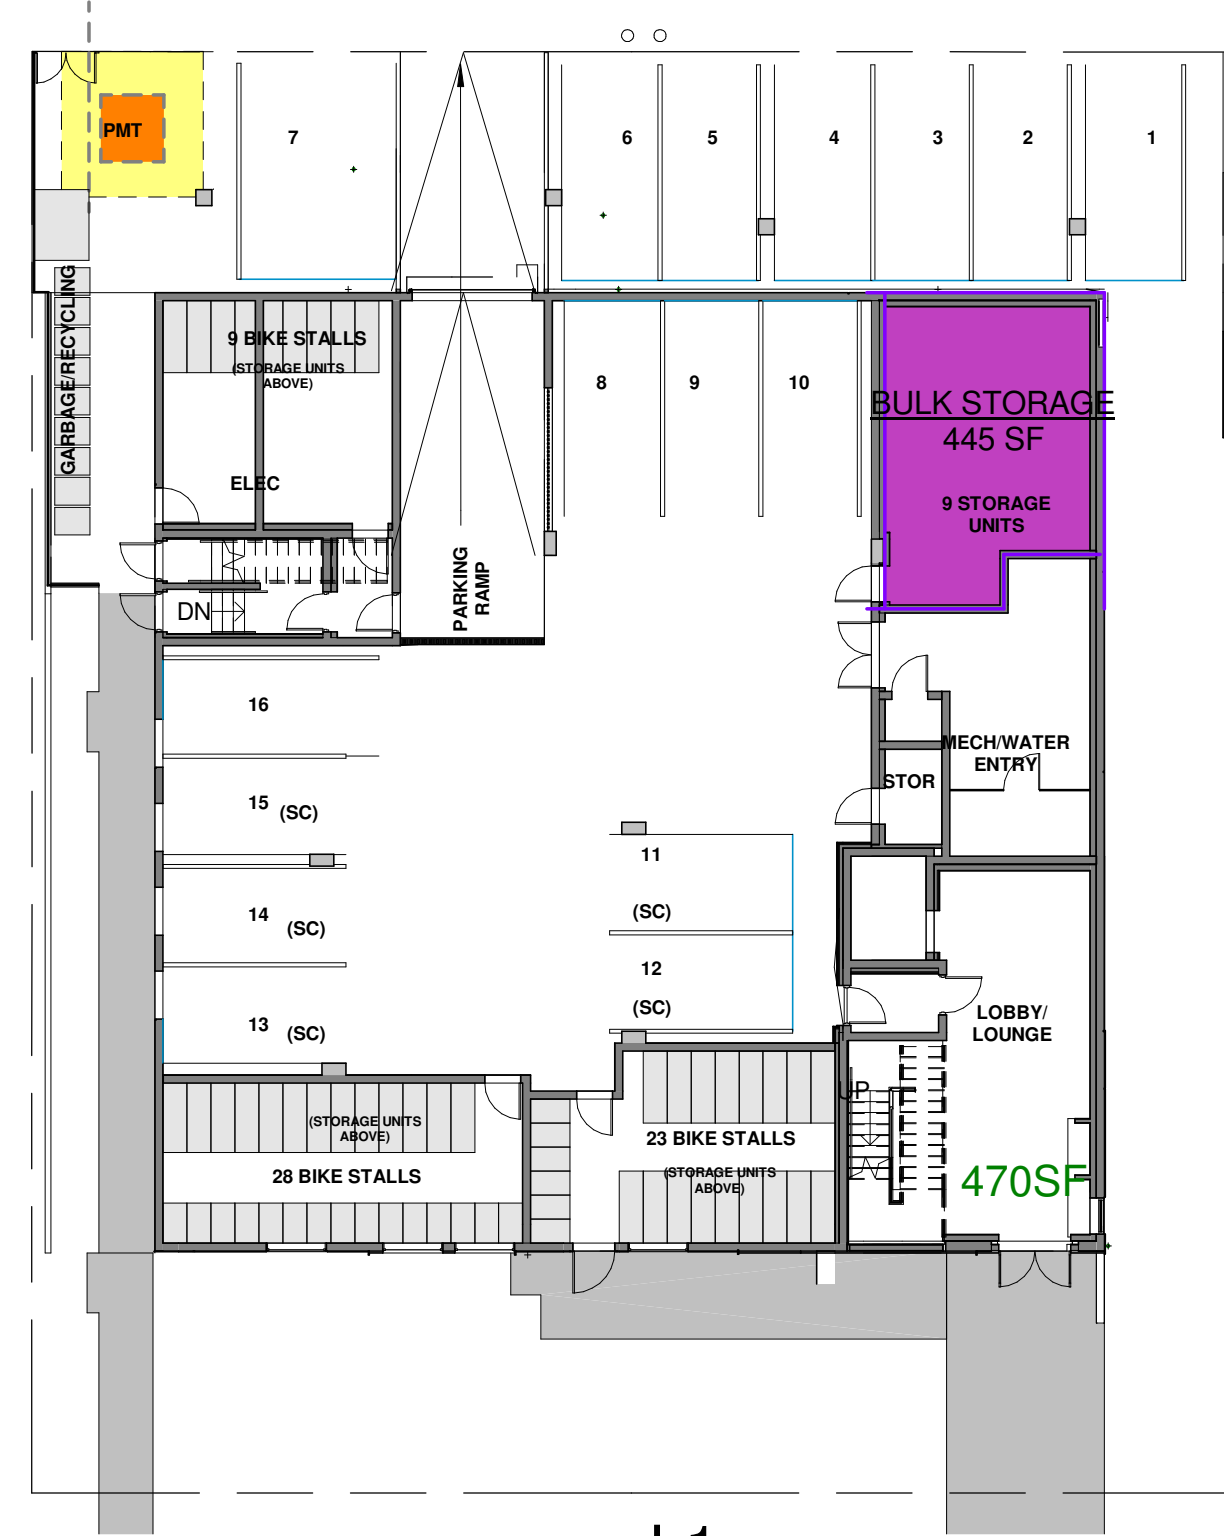 PMT
7
6
5
4
3
2
1
GARBAGE/RECYCLING
9 BIKE STALLS
(STORAGE UNITS
ABOVE)
ELEC
8
9
10
BULK STORAGE
445 SF
9 STORAGE
UNITS
PARKING
RAMP
DN
16
15
(SC)
14
(SC)
13
(SC)
11
(SC)
12
(SC)
MECH/WATER
ENTRY
STOR
LOBBY/
LOUNGE
UP
470SF
(STORAGE UNITS
ABOVE)
28 BIKE STALLS
23 BIKE STALLS
(STORAGE UNITS
ABOVE)